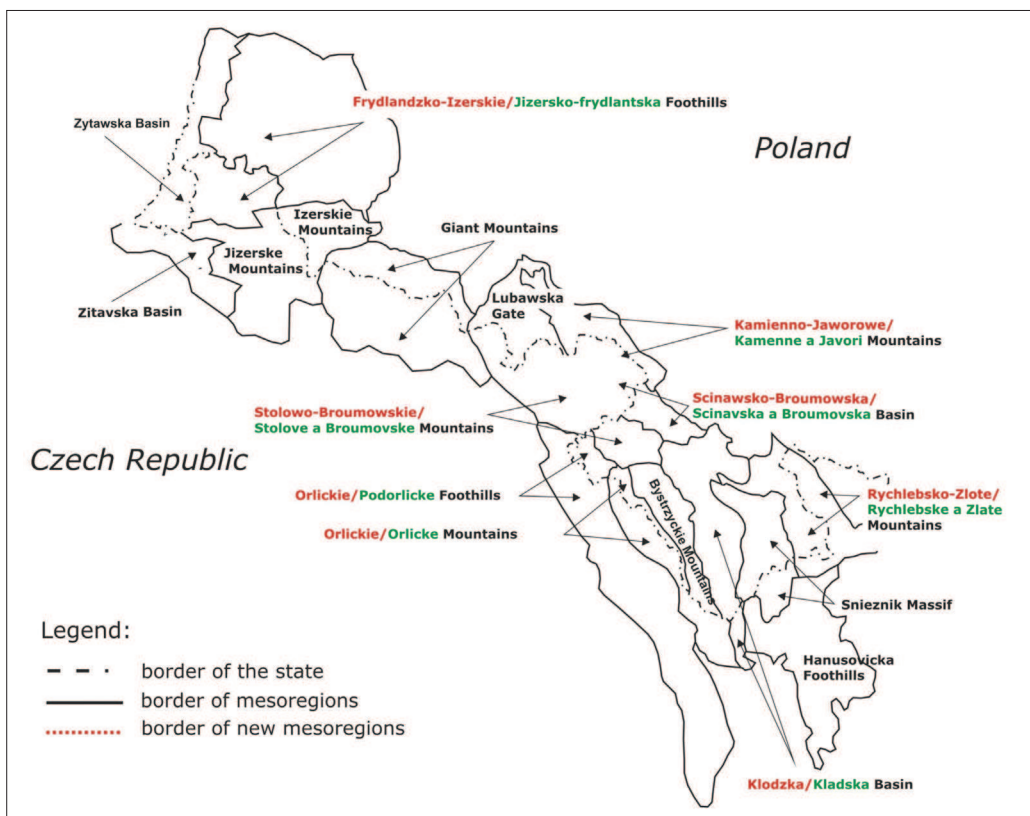 Frydlandzko-Izerskie/Jizersko-frydlantska Foothills
Zytawska Basin
Poland
Izerskie
Mountains
Giant Mountains
Jizerske
Mountains
Zitavska Basin
Lubawska
Gate
Kamienno-Jaworowe/
Kamenne a Javori Mountains
Stolowo-Broumowskie/
Stolove a Broumovske Mountains
Scinawsko-Broumowska/
Scinavska a Broumovska Basin
Czech Republic
Orlickie/Podorlicke Foothills
Rychlebsko-Zlote/
Rychlebske a Zlate
Mountains
Orlickie/Orlicke Mountains
Bystrzyckie Mountains
Snieznik Massif
Hanusovicka
Foothills
Legend:
border of the state
border of mesoregions
border of new mesoregions
Klodzka/Kladska Basin